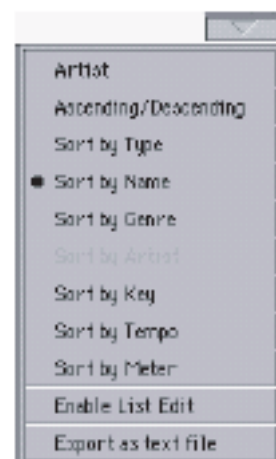 Artist
Ascending/Descending
Sort by Type
Sort by Name
Sort by Genre
Sort by Artist
Sort by Key
Sort by Tempo
Sort by Meter
Enable List Edit
Export as text file